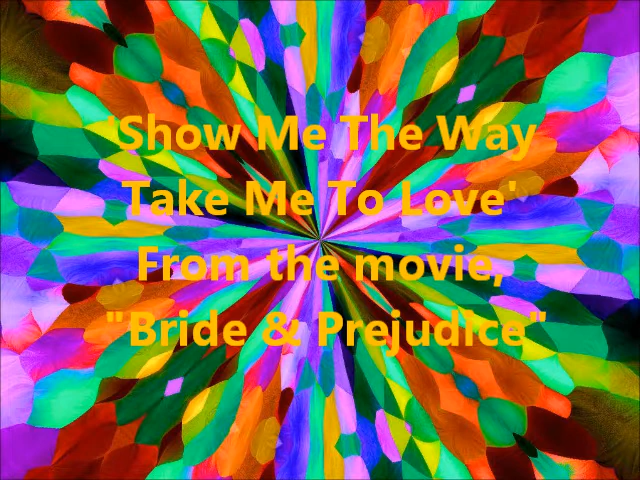 'Show Me The Way
Take Me To Love'
From the movie,
"Bride & Prejudice"